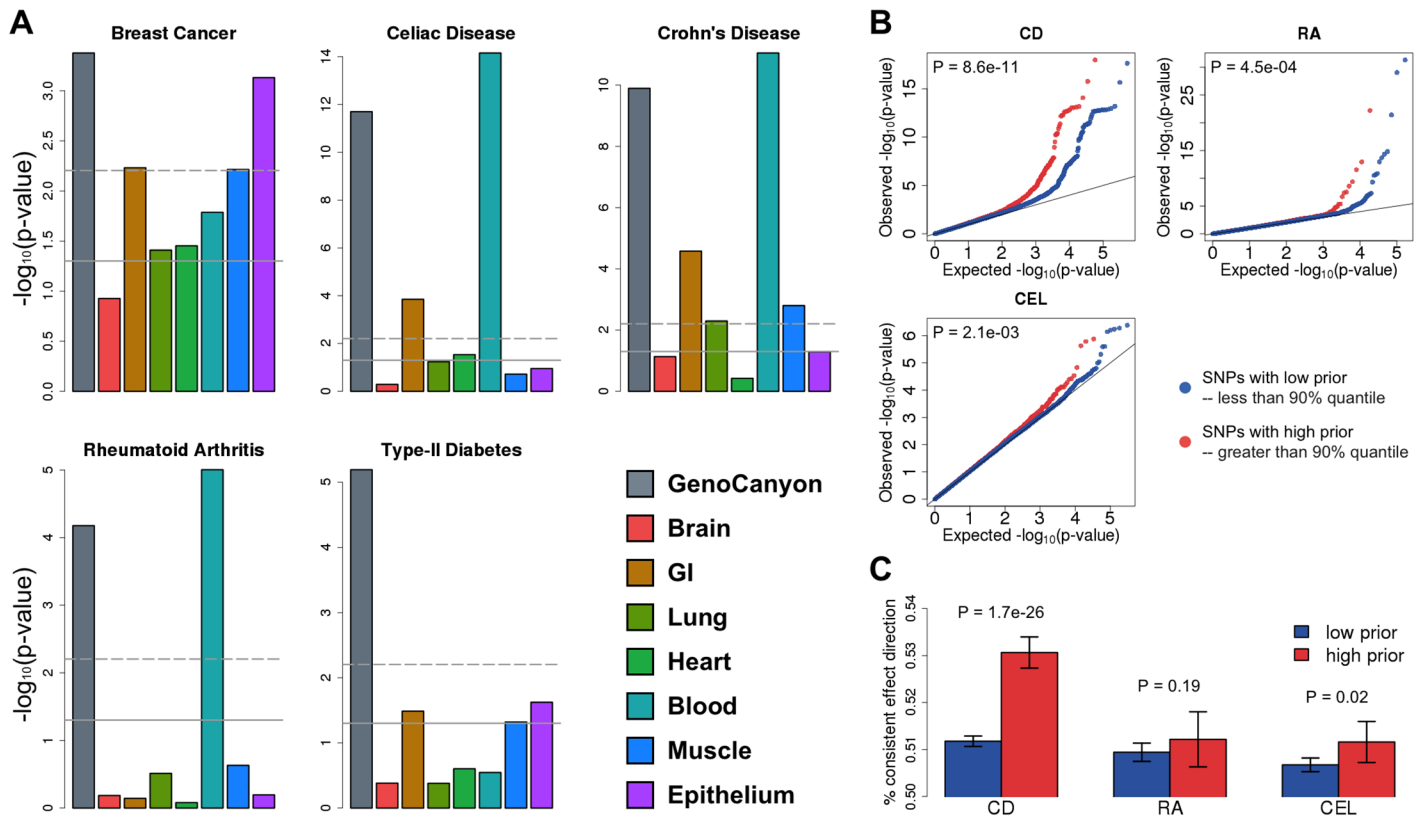 A
Breast Cancer
-log10(p-value)
0.0
0.5
1.0
1.5
2.0
2.5
3.0
Celiac Disease
0
2
4
6
8
10
12
14
Crohn's Disease
0
2
4
6
8
10
Rheumatoid Arthritis
-log10(p-value)
0
1
2
3
4
5
Type-II Diabetes
0
1
2
3
4
5
GenoCanyon
Brain
GI
Lung
Heart
Blood
Muscle
Epithelium
B
CD
P = 8.6e-11
Observed -log10(p-value)
0
5
10
15
0 1 2 3 4 5
Expected -log10(p-value)
RA
P = 4.5e-04
Observed -log10(p-value)
0
5
15
25
0 1 2 3 4 5
Expected -log10(p-value)
CEL
P = 2.1e-03
Observed -log10(p-value)
0
1
2
3
4
5
6
0 1 2 3 4 5
Expected -log10(p-value)
SNPs with low prior
-- less than 90% quantile
SNPs with high prior
-- greater than 90% quantile
C
% consistent effect direction
0.50
0.51
0.52
0.53
0.54
P = 1.7e-26
P = 0.19
P = 0.02
low prior
high prior
CD
RA
CEL